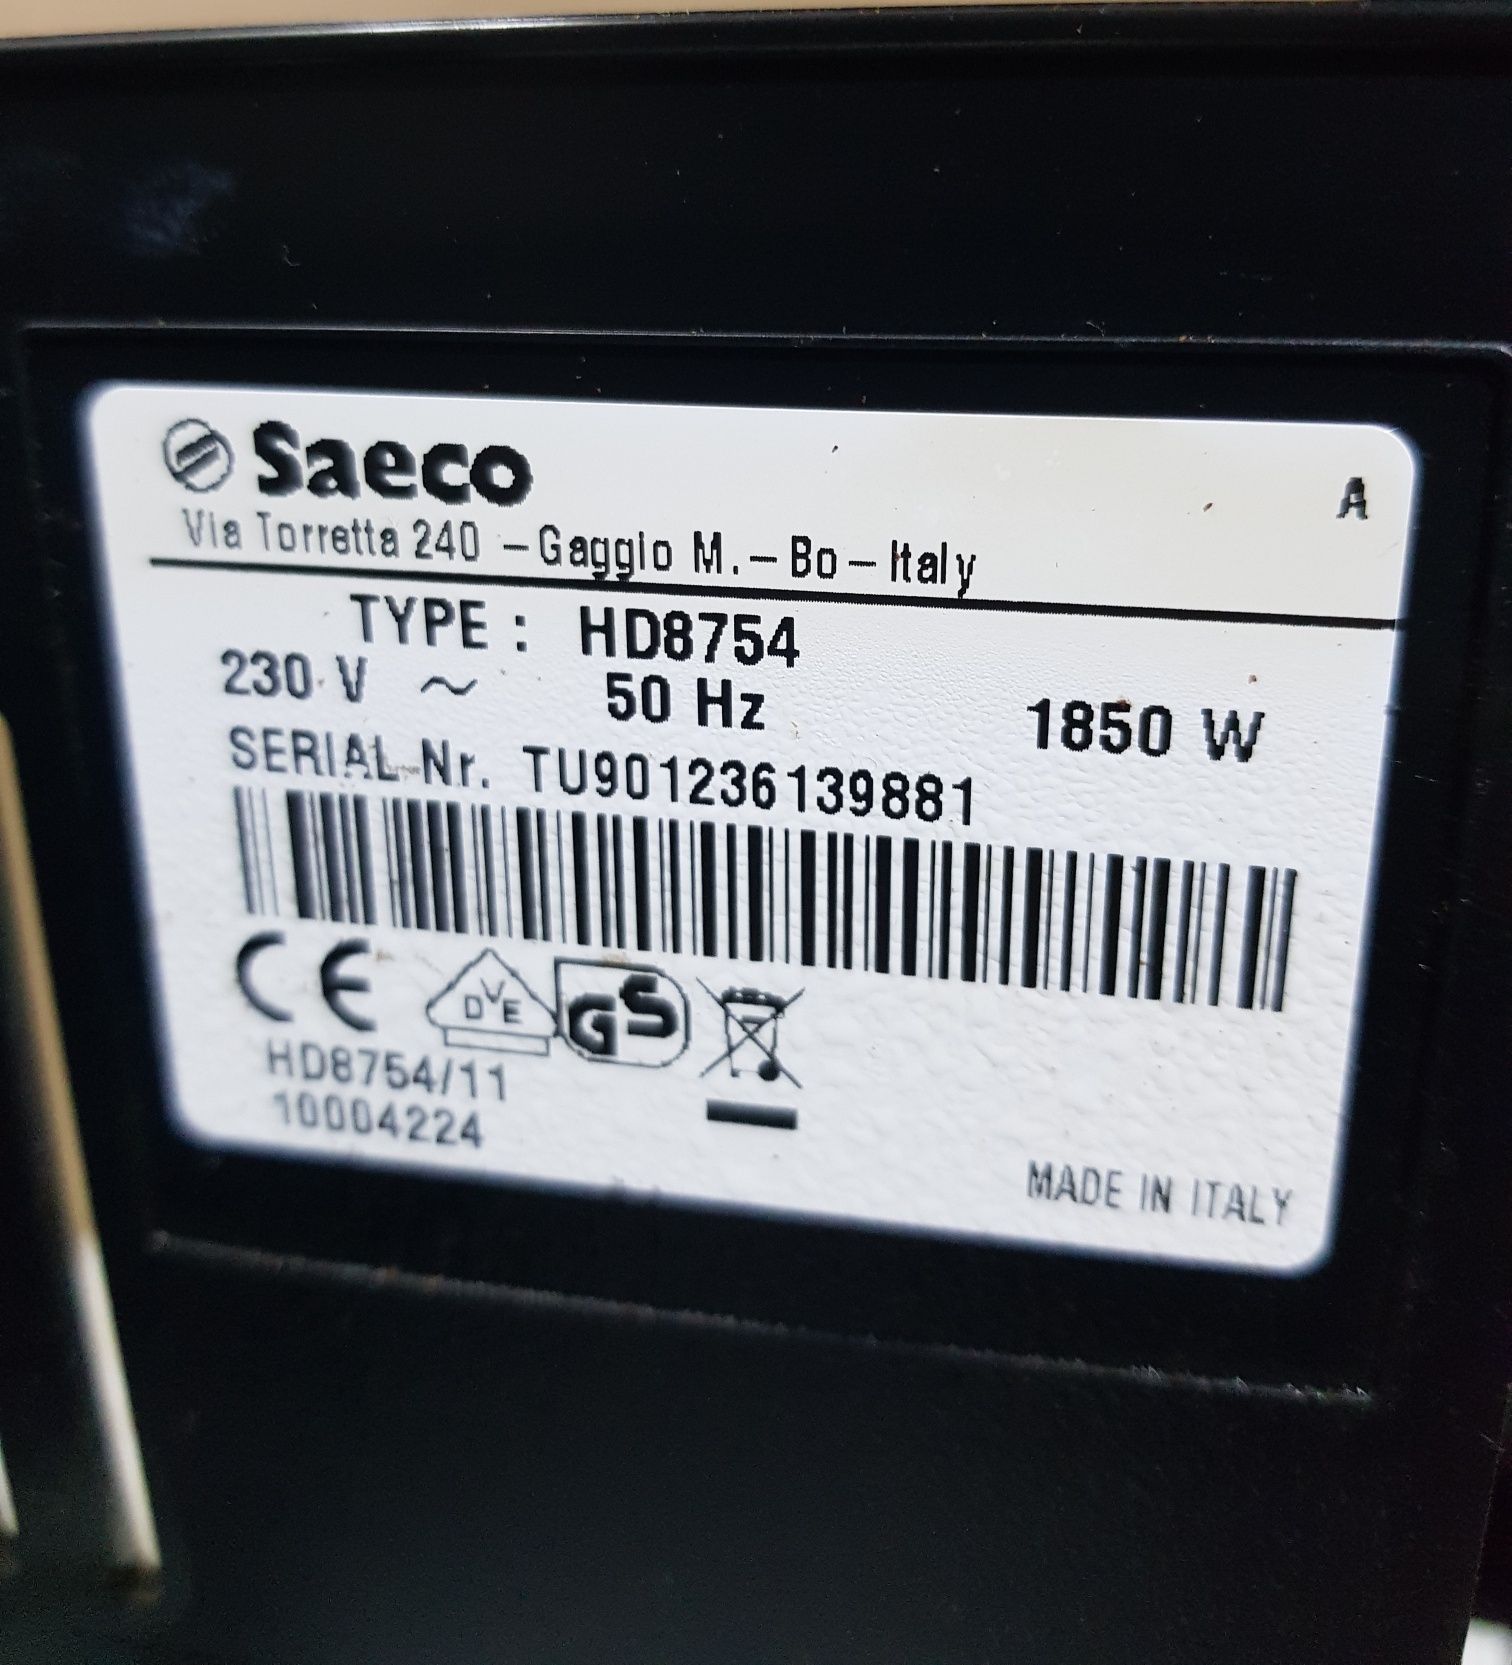 Saeco
A
Via Torretta 240 – Gaggio M. – Bo – Italy
TYPE : HD8754
230 V ~ 50 Hz 1850 W
SERIAL Nr. TU901236139881
CE DVE GS
HD8754/11
10004224
MADE IN ITALY